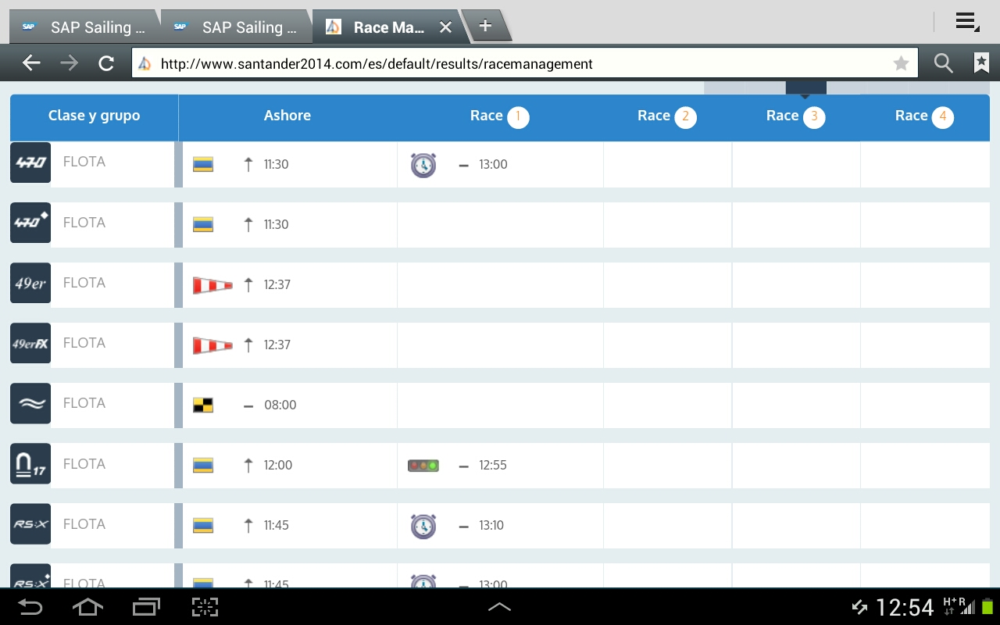 SAP SAP Sailing ... SAP SAP Sailing ... Race Ma...
http://www.santander2014.com/es/default/results/racemanagement
Clase y grupo Ashore Race 1 Race 2 Race 3 Race 4
470 FLOTA 11:30 – 13:00
470 FLOTA 11:30
49er FLOTA 12:37
49erFX FLOTA 12:37
FLOTA – 08:00
17 FLOTA 12:00 – 12:55
RS:X FLOTA 11:45 – 13:10
RS:X FLOTA 11:45 – 13:00
12:54 H+ R